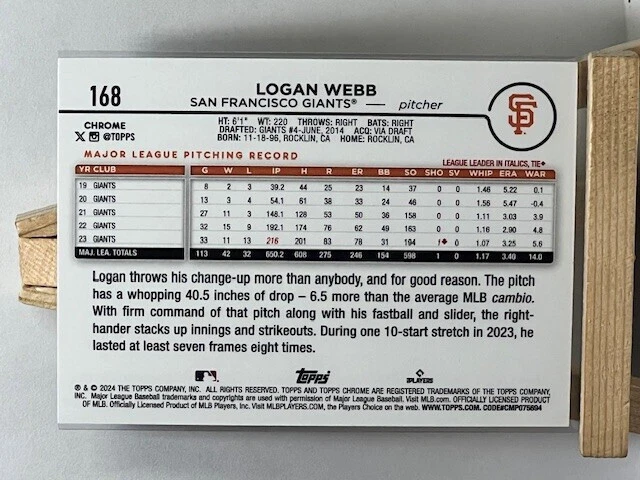 168
LOGAN WEBB
SAN FRANCISCO GIANTS® — pitcher
SF
CHROME
X @TOPPS
HT: 6'1" WT: 220 THROWS: RIGHT BATS: RIGHT
DRAFTED: GIANTS #4-JUNE, 2014 ACQ: VIA DRAFT
BORN: 11-18-96, ROCKLIN, CA HOME: ROCKLIN, CA
MAJOR LEAGUE PITCHING RECORD
LEAGUE LEADER IN ITALICS, TIE♦
YR CLUB G W L IP H R ER BB SO SHO SV WHIP ERA WAR
19 GIANTS 8 2 3 39.2 44 25 23 14 37 0 0 1.46 5.22 0.1
20 GIANTS 13 3 4 54.1 61 38 33 24 46 0 0 1.56 5.47 -0.4
21 GIANTS 27 11 3 148.1 128 53 50 36 158 0 0 1.11 3.03 3.9
22 GIANTS 32 15 9 192.1 174 76 62 49 163 0 0 1.16 2.90 4.8
23 GIANTS 33 11 13 216 201 83 78 31 194 1♦ 0 1.07 3.25 5.6
MAJ. LEA. TOTALS 113 42 32 650.2 608 275 246 154 598 1 0 1.17 3.40 14.0
Logan throws his change-up more than anybody, and for good reason. The pitch
has a whopping 40.5 inches of drop – 6.5 more than the average MLB cambio.
With firm command of that pitch along with his fastball and slider, the right-
hander stacks up innings and strikeouts. During one 10-start stretch in 2023, he
lasted at least seven frames eight times.
Topps
PLAYERS
® & © 2024 THE TOPPS COMPANY, INC. ALL RIGHTS RESERVED. TOPPS AND TOPPS CHROME ARE REGISTERED TRADEMARKS OF THE TOPPS COMPANY,
INC. Major League Baseball trademarks and copyrights are used with permission of Major League Baseball. Visit MLB.com. OFFICIALLY LICENSED PRODUCT
OF MLB. Officially Licensed Product of MLB Players, Inc. Visit MLBPLAYERS.COM, the Players Choice on the web. WWW.TOPPS.COM. CODE#CMP075694